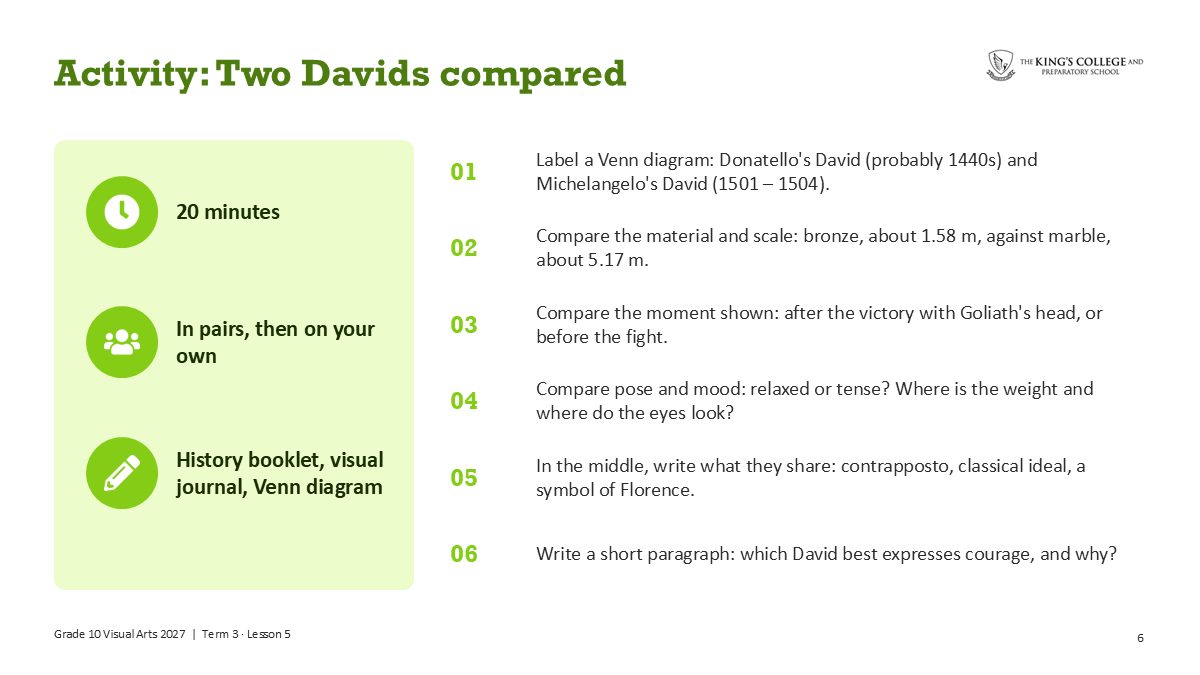 Activity: Two Davids compared
THE KING'S COLLEGE AND
PREPARATORY SCHOOL
20 minutes
In pairs, then on your
own
History booklet, visual
journal, Venn diagram
01
Label a Venn diagram: Donatello's David (probably 1440s) and
Michelangelo's David (1501 – 1504).
02
Compare the material and scale: bronze, about 1.58 m, against marble,
about 5.17 m.
03
Compare the moment shown: after the victory with Goliath's head, or
before the fight.
04
Compare pose and mood: relaxed or tense? Where is the weight and
where do the eyes look?
05
In the middle, write what they share: contrapposto, classical ideal, a
symbol of Florence.
06
Write a short paragraph: which David best expresses courage, and why?
Grade 10 Visual Arts 2027 | Term 3 · Lesson 5
6